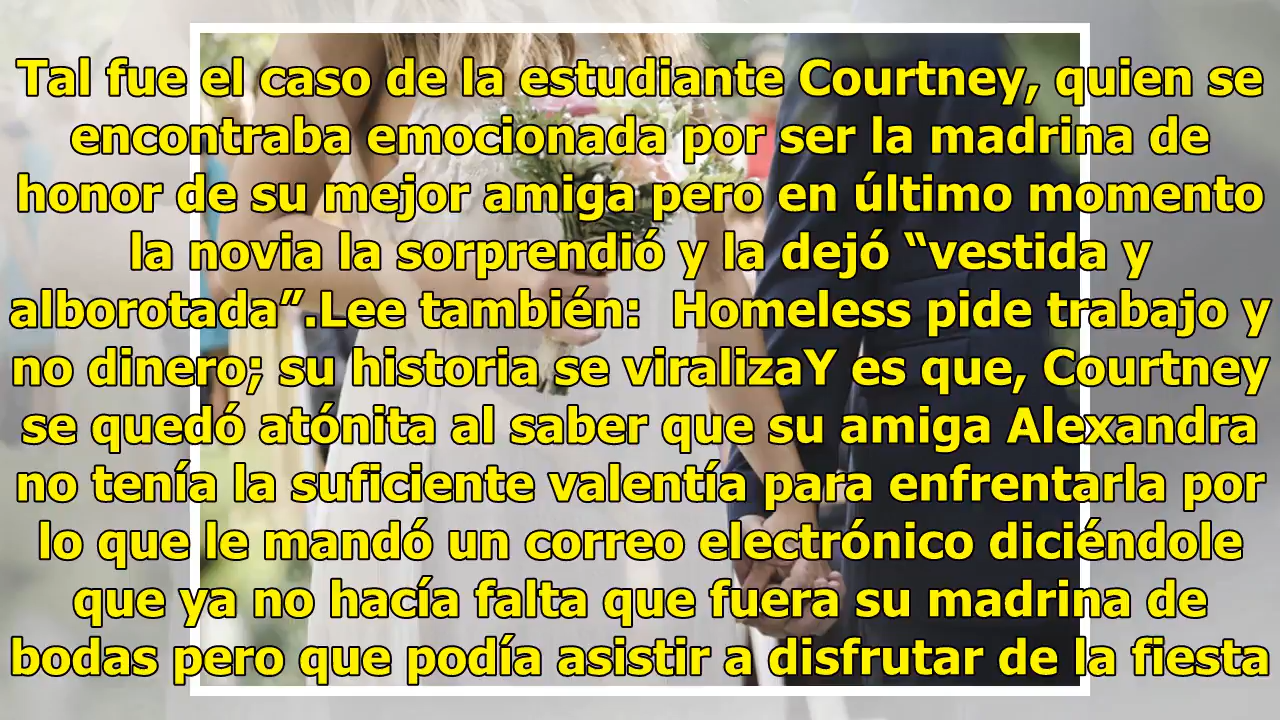 Tal fue el caso de la estudiante Courtney, quien se
encontraba emocionada por ser la madrina de
honor de su mejor amiga pero en último momento
la novia la sorprendió y la dejó “vestida y
alborotada”.Lee también:  Homeless pide trabajo y
no dinero; su historia se viralizaY es que, Courtney
se quedó atónita al saber que su amiga Alexandra
no tenía la suficiente valentía para enfrentarla por
lo que le mandó un correo electrónico diciéndole
que ya no hacía falta que fuera su madrina de
bodas pero que podía asistir a disfrutar de la fiesta